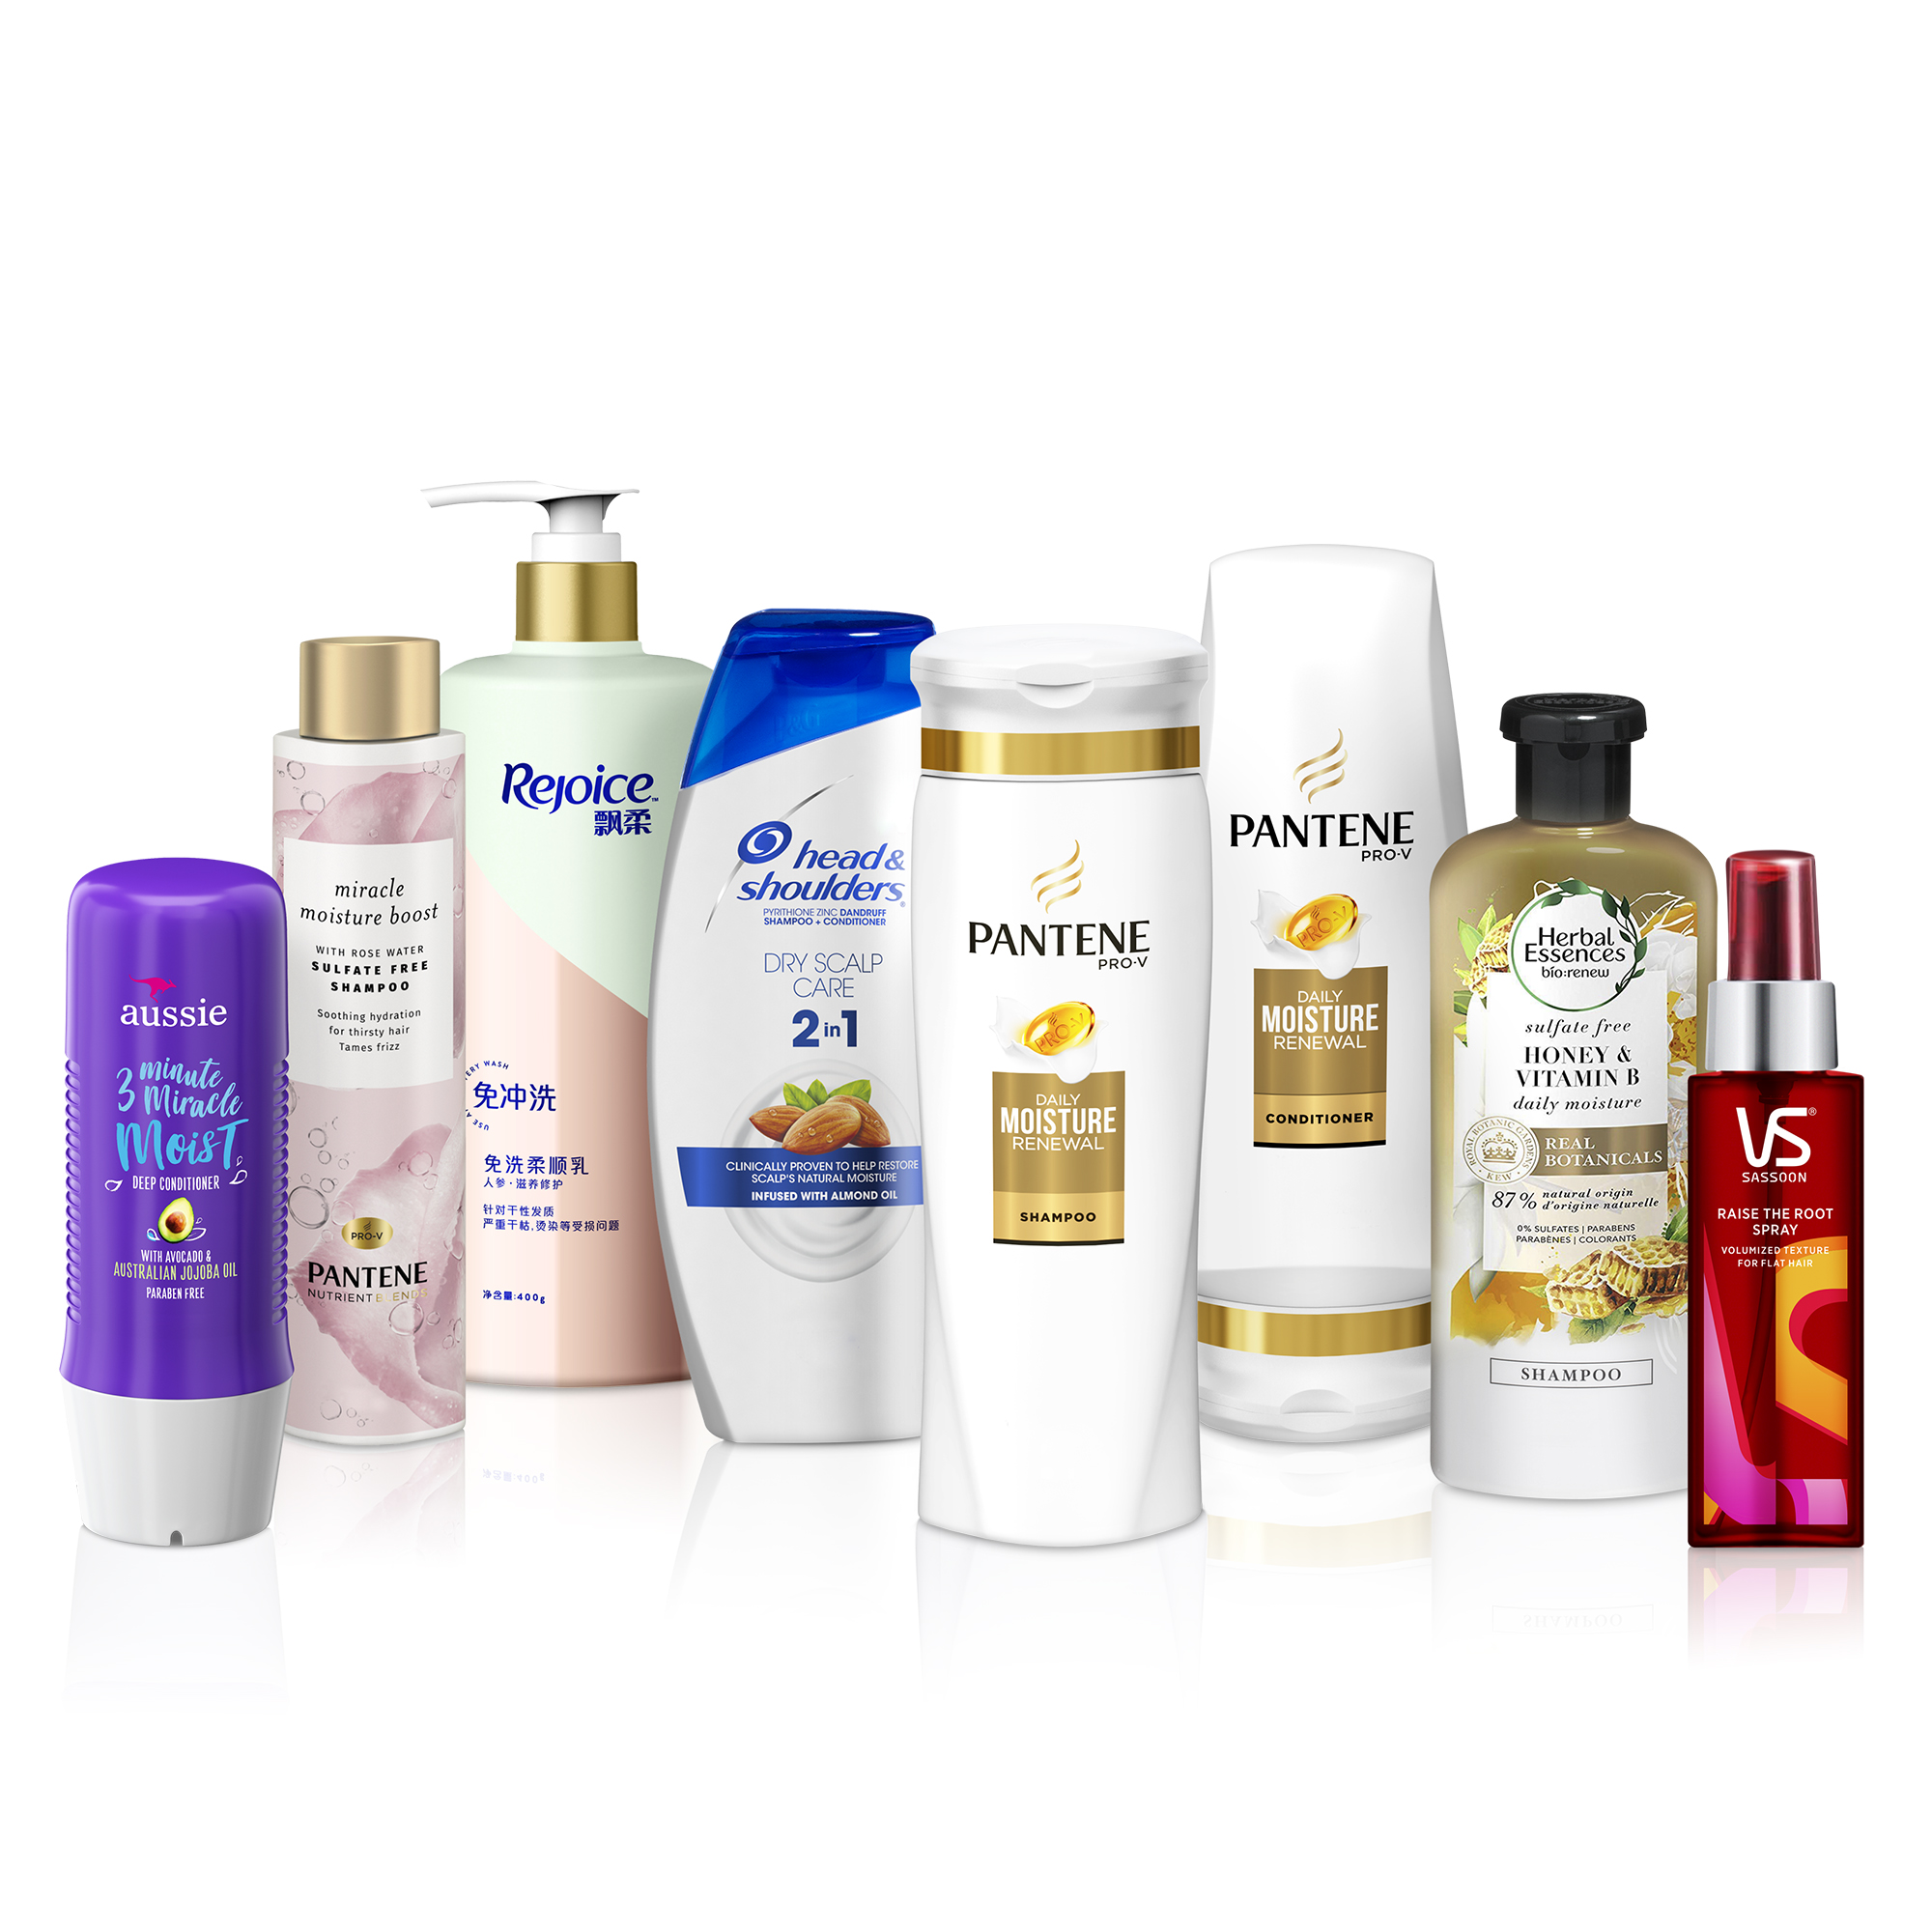 aussie
3 minute
Miracle
Moist
DEEP CONDITIONER
WITH AVOCADO &
AUSTRALIAN JOJOBA OIL
PARABEN FREE
miracle
moisture boost
WITH ROSE WATER
SULFATE FREE
SHAMPOO
Soothing hydration
for thirsty hair
Tames frizz
PRO-V
PANTENE
NUTRIENT BLENDS
Rejoice™
飘柔
WASH
USE
免冲洗
免洗柔顺乳
人参·滋养修护
针对干性发质
严重干枯,烫染等受损问题
净含量:400g
head &
shoulders®
PYRITHIONE ZINC DANDRUFF
SHAMPOO + CONDITIONER
DRY SCALP
CARE
2 in 1
CLINICALLY PROVEN TO HELP RESTORE
SCALP'S NATURAL MOISTURE
INFUSED WITH ALMOND OIL
PANTENE
PRO-V
PRO-V
DAILY
MOISTURE
RENEWAL
SHAMPOO
PANTENE
PRO-V
PRO-V
DAILY
MOISTURE
RENEWAL
CONDITIONER
Herbal
Essences
bío:renew
sulfate free
HONEY &
VITAMIN B
daily moisture
ROYAL BOTANIC GARDENS
KEW
REAL
BOTANICALS
87% natural origin
d'origine naturelle
0% SULFATES | PARABENS
PARABÈNES | COLORANTS
SHAMPOO
VS®
SASSOON
RAISE THE ROOT
SPRAY
VOLUMIZED TEXTURE
FOR FLAT HAIR